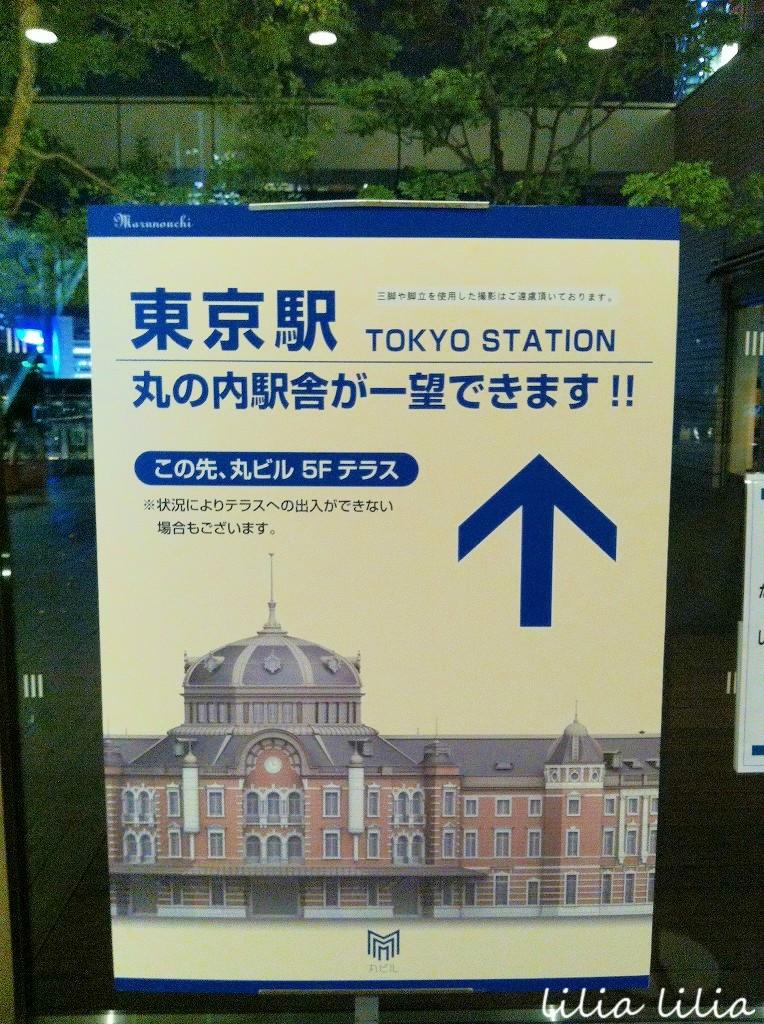 Marunouchi
三脚や脚立を使用した撮影はご遠慮頂いております。
東京駅 TOKYO STATION
丸の内駅舎が一望できます!!
この先、丸ビル 5F テラス
※状況によりテラスへの出入ができない
場合もございます。
丸ビル
lilia lilia